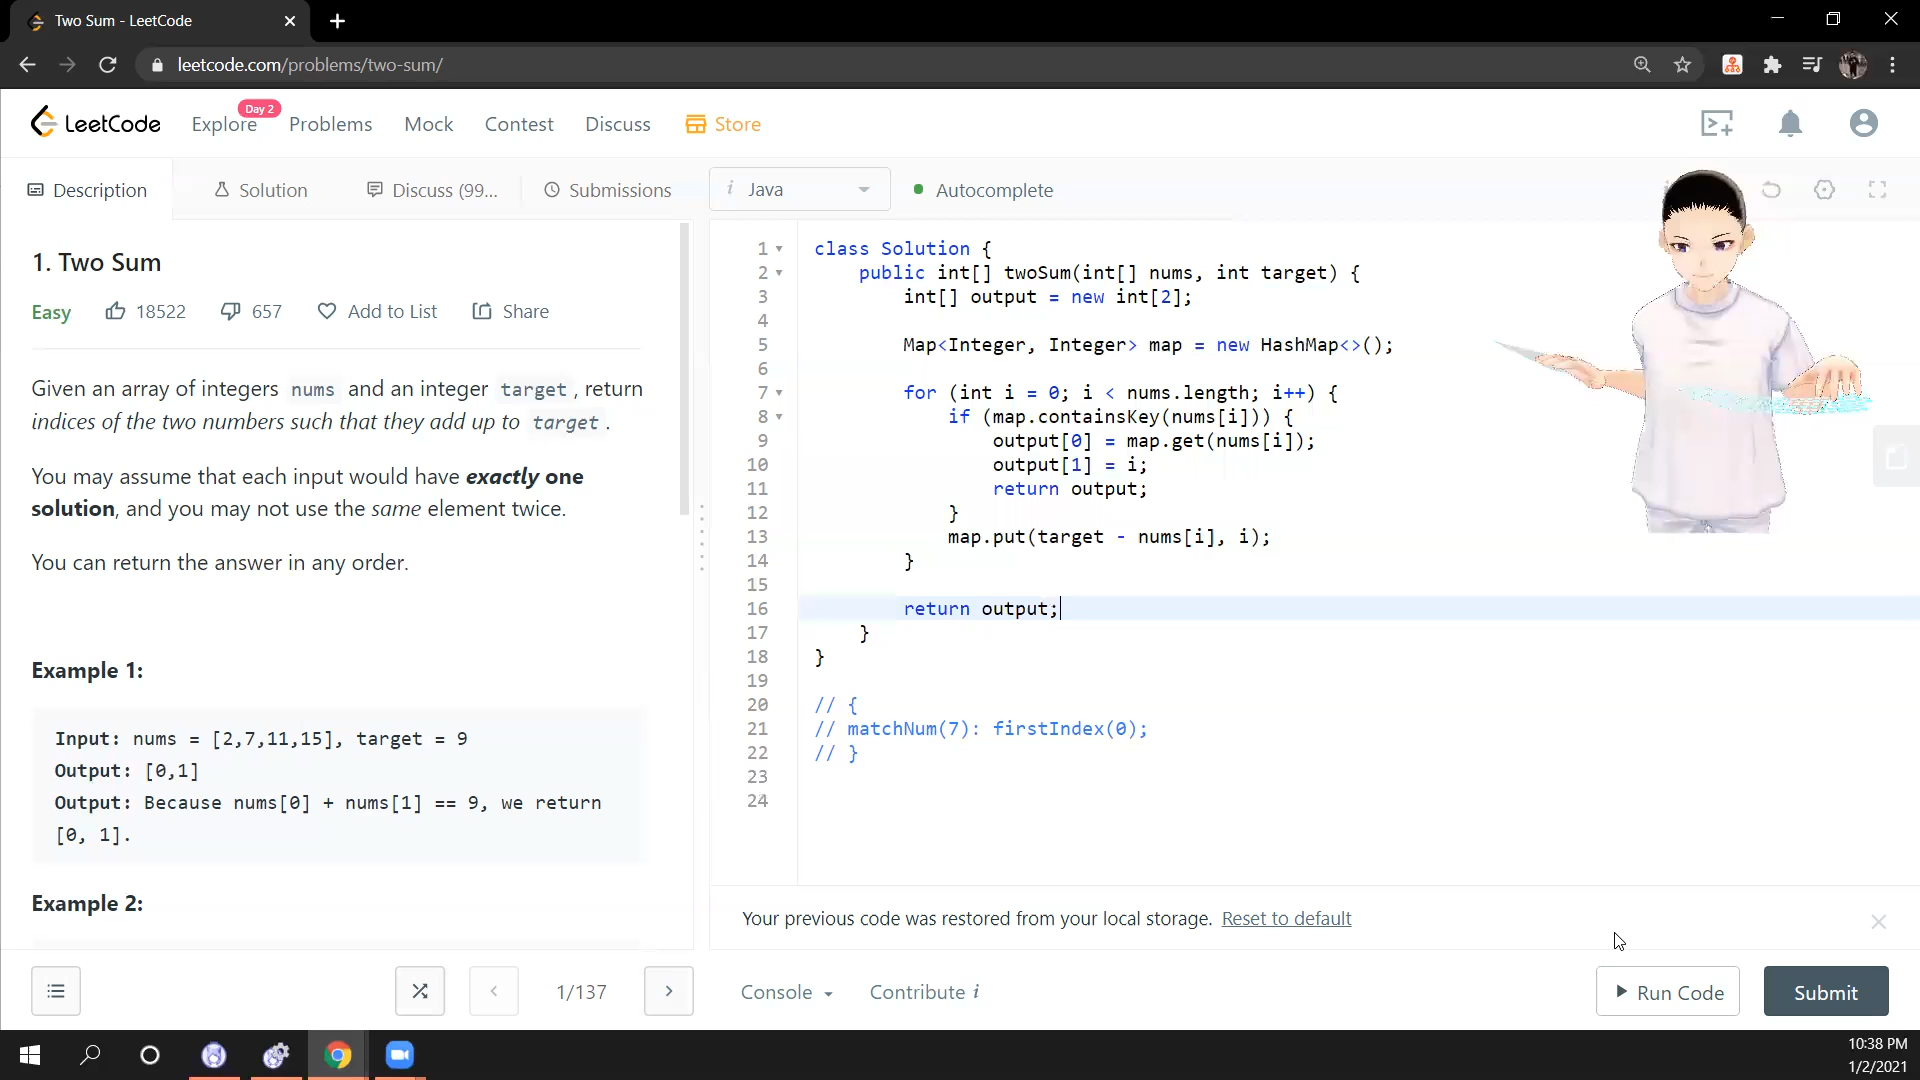 Two Sum - LeetCode
leetcode.com/problems/two-sum/
LeetCode
Explore
Day 2
Problems
Mock
Contest
Discuss
Store
Description
Solution
Discuss (99...
Submissions
i Java
Autocomplete
1. Two Sum
Easy
18522
657
Add to List
Share
Given an array of integers nums and an integer target, return
indices of the two numbers such that they add up to target.
You may assume that each input would have exactly one
solution, and you may not use the same element twice.
You can return the answer in any order.
Example 1:
Input: nums = [2,7,11,15], target = 9
Output: [0,1]
Output: Because nums[0] + nums[1] == 9, we return
[0, 1].
Example 2:
1 class Solution {
2 public int[] twoSum(int[] nums, int target) {
3 int[] output = new int[2];
4
5 Map<Integer, Integer> map = new HashMap<>();
6
7 for (int i = 0; i < nums.length; i++) {
8 if (map.containsKey(nums[i])) {
9 output[0] = map.get(nums[i]);
10 output[1] = i;
11 return output;
12 }
13 map.put(target - nums[i], i);
14 }
15
16 return output;
17 }
18 }
19
20 // {
21 // matchNum(7): firstIndex(0);
22 // }
23
24
Your previous code was restored from your local storage. Reset to default
1/137
Console
Contribute i
Run Code
Submit
10:38 PM
1/2/2021